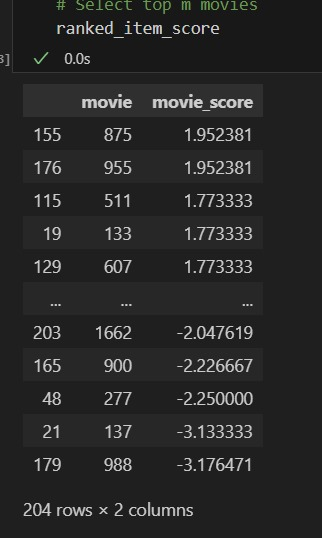 # Select top m movies
ranked_item_score
3] ✓ 0.0s
movie movie_score
155 875 1.952381
176 955 1.952381
115 511 1.773333
19 133 1.773333
129 607 1.773333
... ... ...
203 1662 -2.047619
165 900 -2.226667
48 277 -2.250000
21 137 -3.133333
179 988 -3.176471
204 rows × 2 columns